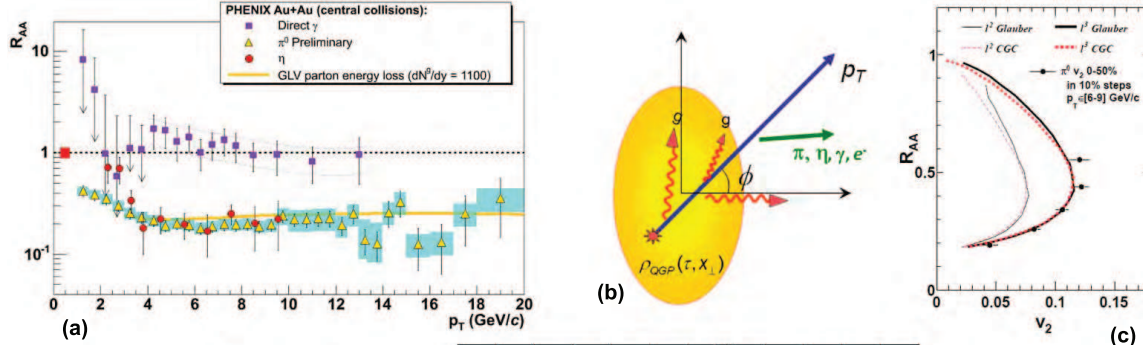 PHENIX Au+Au (central collisions):
Direct γ
π⁰ Preliminary
η
GLV parton energy loss (dN^g/dy = 1100)
R_AA
10
1
10⁻¹
0 2 4 6 8 10 12 14 16 18 20
p_T (GeV/c)
(a)
p_T
g
g
π, η, γ, e⁻
ϕ
ρ_QGP(τ,x_⊥)
(b)
l² Glauber
l³ Glauber
l² CGC
l³ CGC
π⁰ v₂ 0-50%
in 10% steps
p_T∈[6-9] GeV/c
R_AA
1
0.5
0
0 0.05 0.1 0.15
v₂
(c)